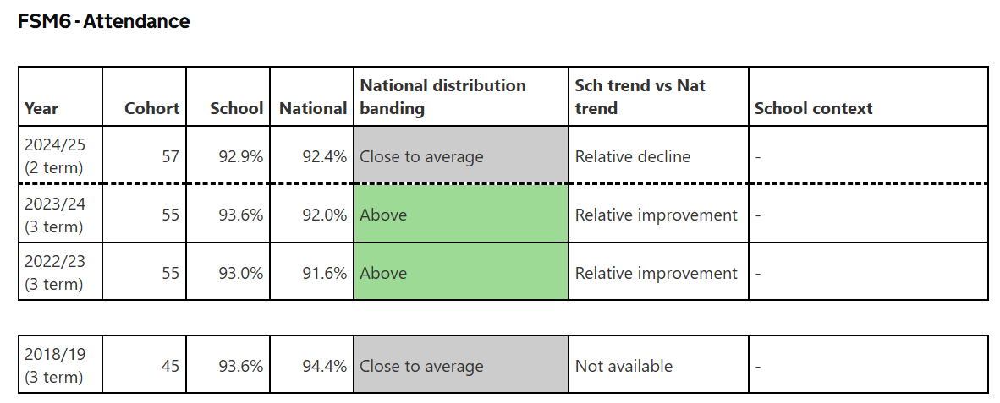 FSM6 - Attendance
Year Cohort School National National distribution banding Sch trend vs Nat trend School context
2024/25 (2 term) 57 92.9% 92.4% Close to average Relative decline -
2023/24 (3 term) 55 93.6% 92.0% Above Relative improvement -
2022/23 (3 term) 55 93.0% 91.6% Above Relative improvement -
2018/19 (3 term) 45 93.6% 94.4% Close to average Not available -